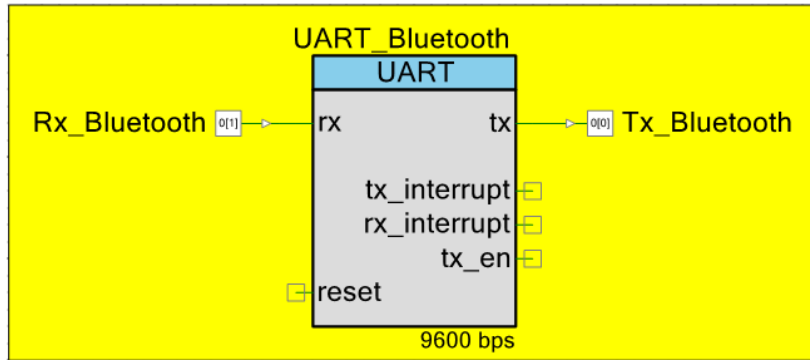 UART_Bluetooth
UART
Rx_Bluetooth 0[1] rx tx 0[0] Tx_Bluetooth
tx_interrupt
rx_interrupt
tx_en
reset
9600 bps